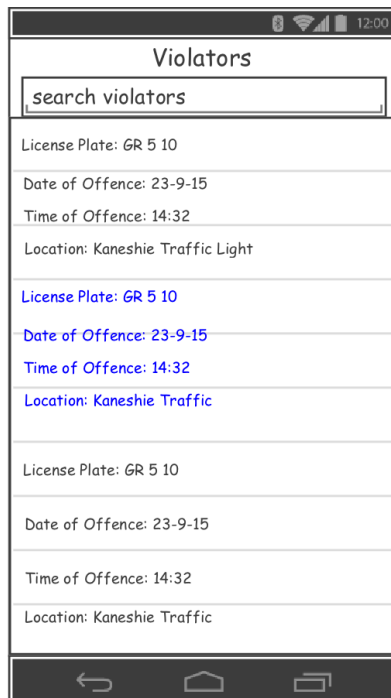 12:00
Violators
search violators
License Plate: GR 5 10
Date of Offence: 23-9-15
Time of Offence: 14:32
Location: Kaneshie Traffic Light
License Plate: GR 5 10
Date of Offence: 23-9-15
Time of Offence: 14:32
Location: Kaneshie Traffic
License Plate: GR 5 10
Date of Offence: 23-9-15
Time of Offence: 14:32
Location: Kaneshie Traffic